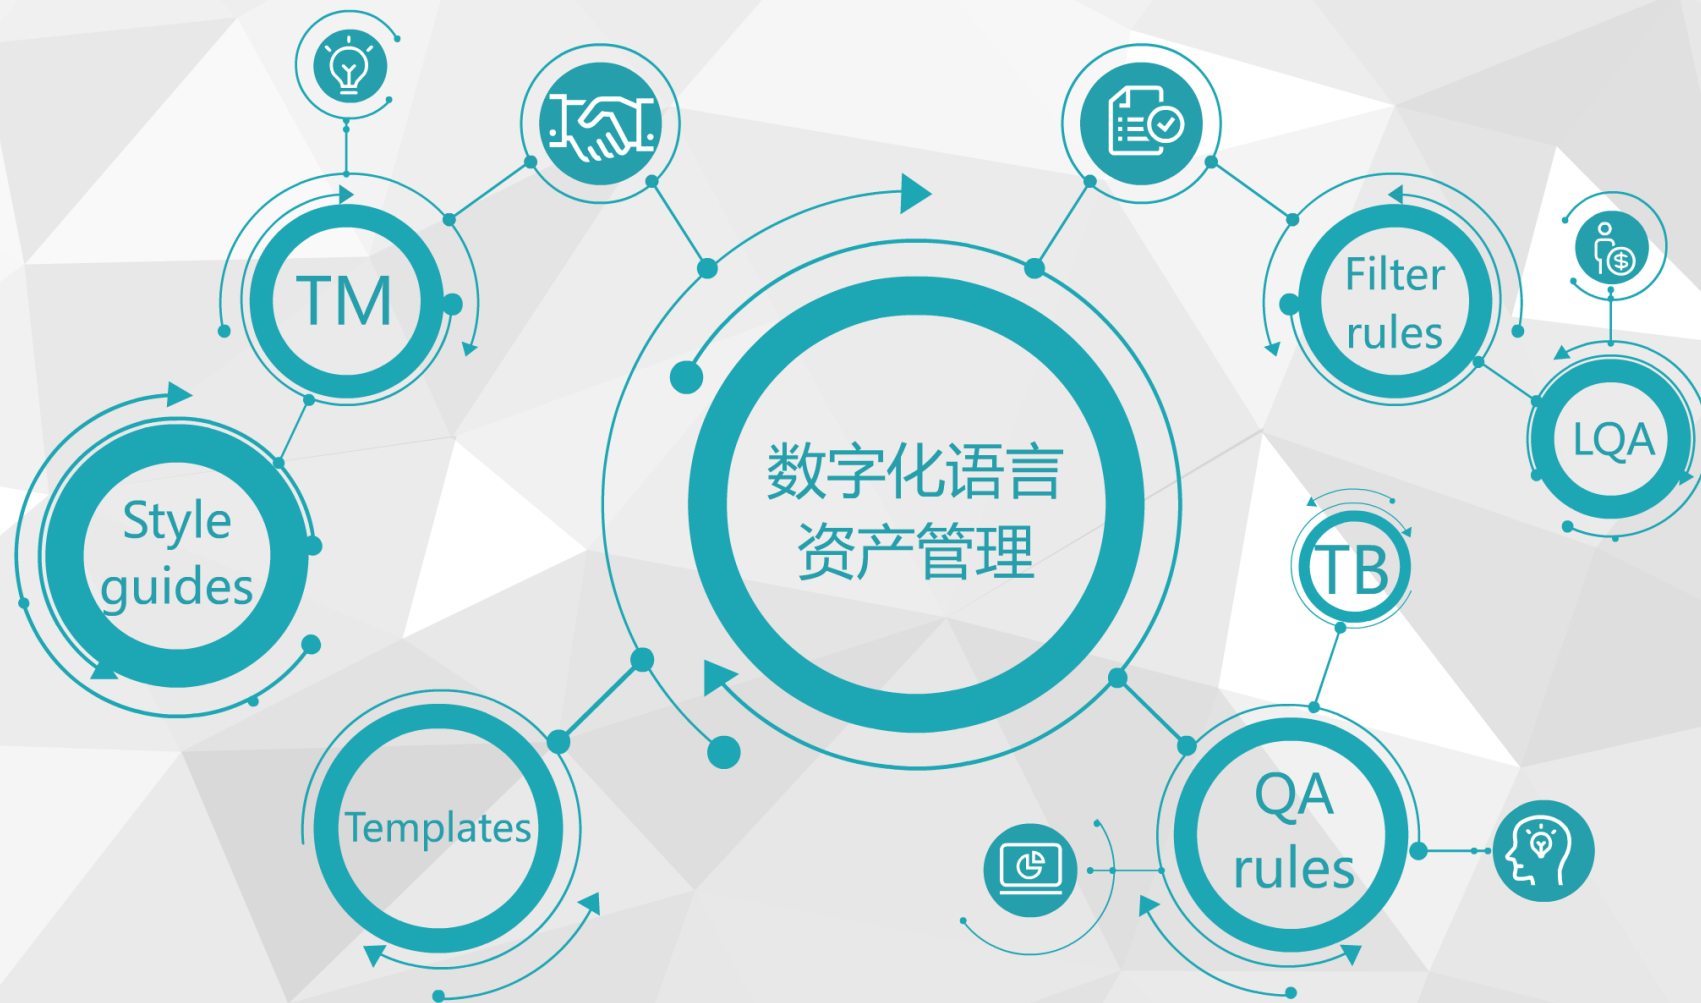 TM
Filter
rules
LQA
数字化语言
资产管理
Style
guides
TB
Templates
QA
rules
$